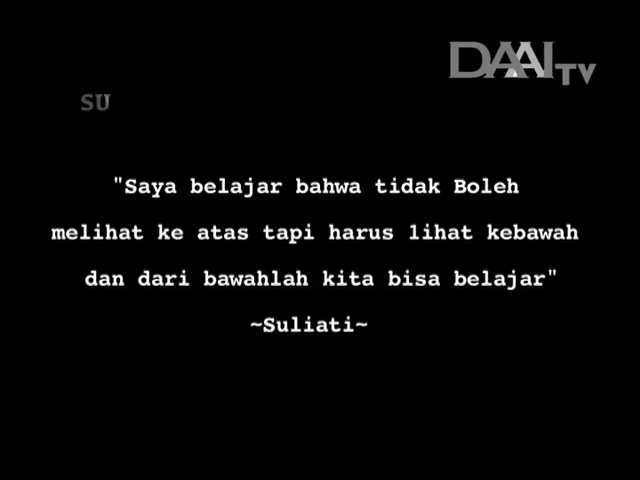 DAAI TV
SU
"Saya belajar bahwa tidak Boleh
melihat ke atas tapi harus lihat kebawah
dan dari bawahlah kita bisa belajar"
~Suliati~